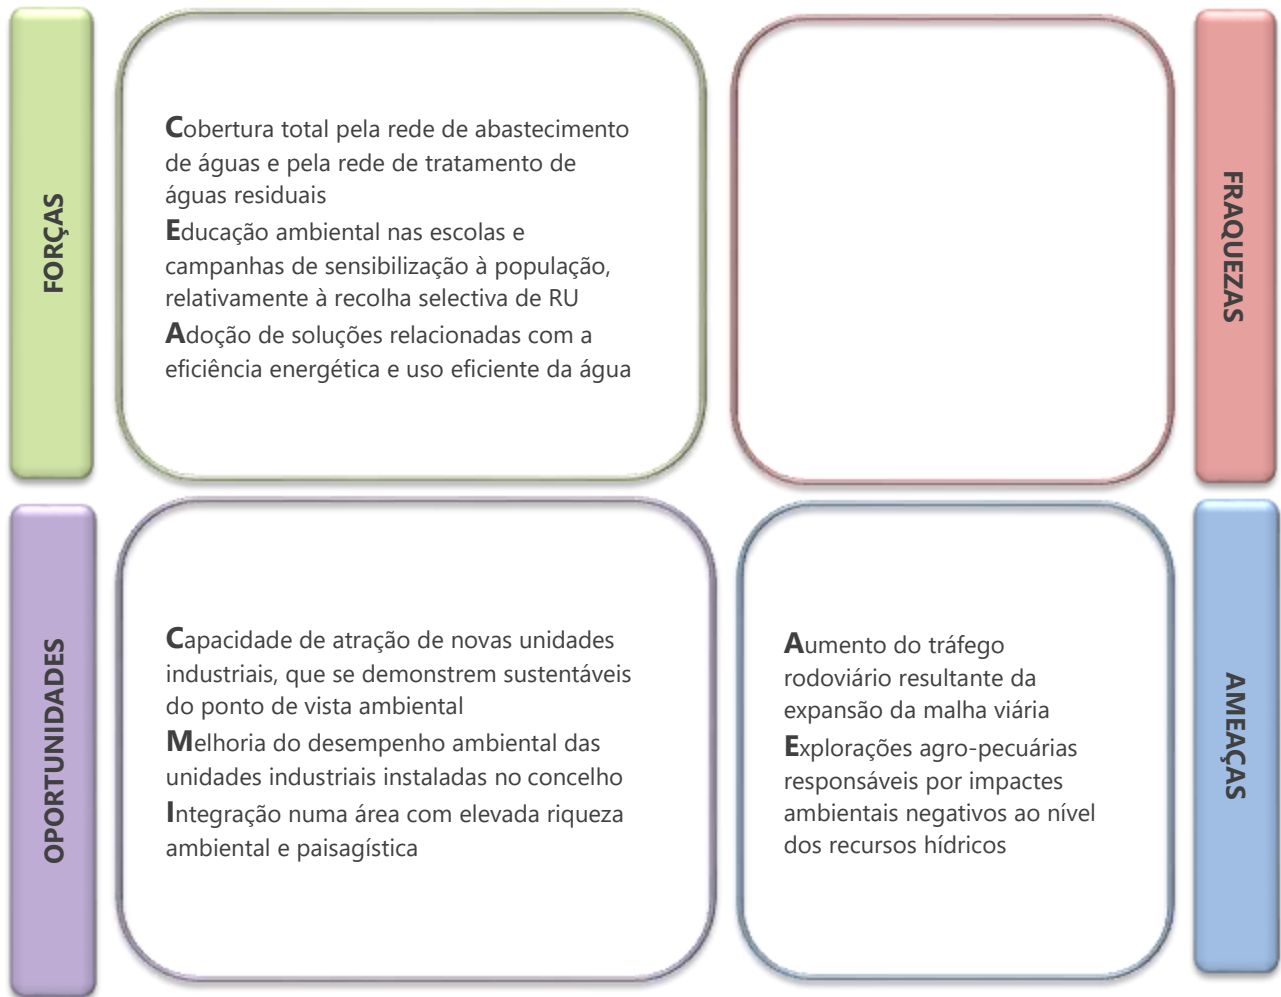 FORÇAS
Cobertura total pela rede de abastecimento
de águas e pela rede de tratamento de
águas residuais
Educação ambiental nas escolas e
campanhas de sensibilização à população,
relativamente à recolha selectiva de RU
Adoção de soluções relacionadas com a
eficiência energética e uso eficiente da água
FRAQUEZAS
OPORTUNIDADES
Capacidade de atração de novas unidades
industriais, que se demonstrem sustentáveis
do ponto de vista ambiental
Melhoria do desempenho ambiental das
unidades industriais instaladas no concelho
Integração numa área com elevada riqueza
ambiental e paisagística
Aumento do tráfego
rodoviário resultante da
expansão da malha viária
Explorações agro-pecuárias
responsáveis por impactes
ambientais negativos ao nível
dos recursos hídricos
AMEAÇAS